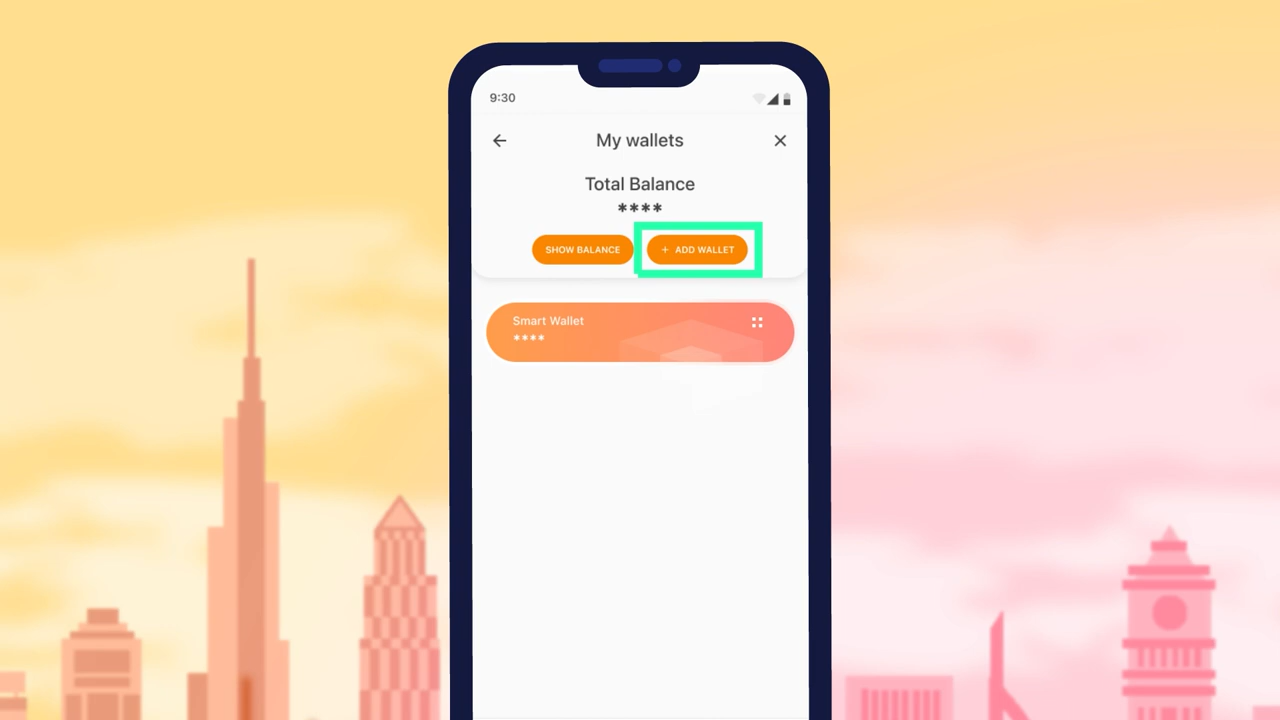 9:30
My wallets
Total Balance
****
SHOW BALANCE
+ ADD WALLET
Smart Wallet
****